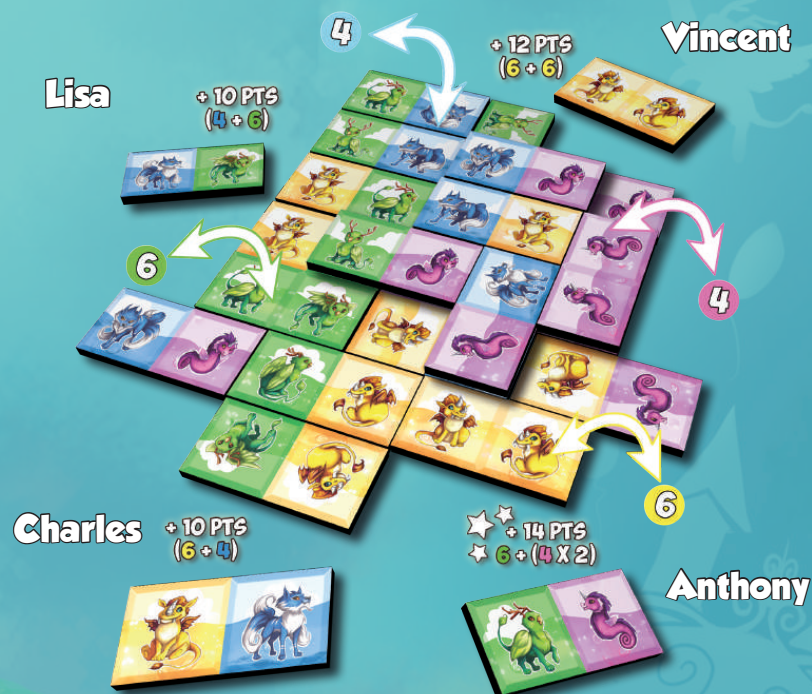 4
+ 12 PTS
(6 + 6)
Vincent
Lisa
+ 10 PTS
(4 + 6)
6
4
6
Charles
+ 10 PTS
(6 + 4)
+ 14 PTS
6 + (4 X 2)
Anthony